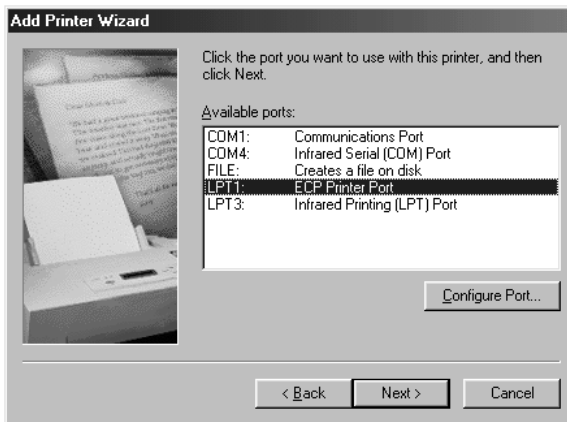 Add Printer Wizard
Click the port you want to use with this printer, and then
click Next.
Available ports:
COM1: Communications Port
COM4: Infrared Serial (COM) Port
FILE: Creates a file on disk
LPT1: ECP Printer Port
LPT3: Infrared Printing (LPT) Port
Configure Port...
< Back Next > Cancel